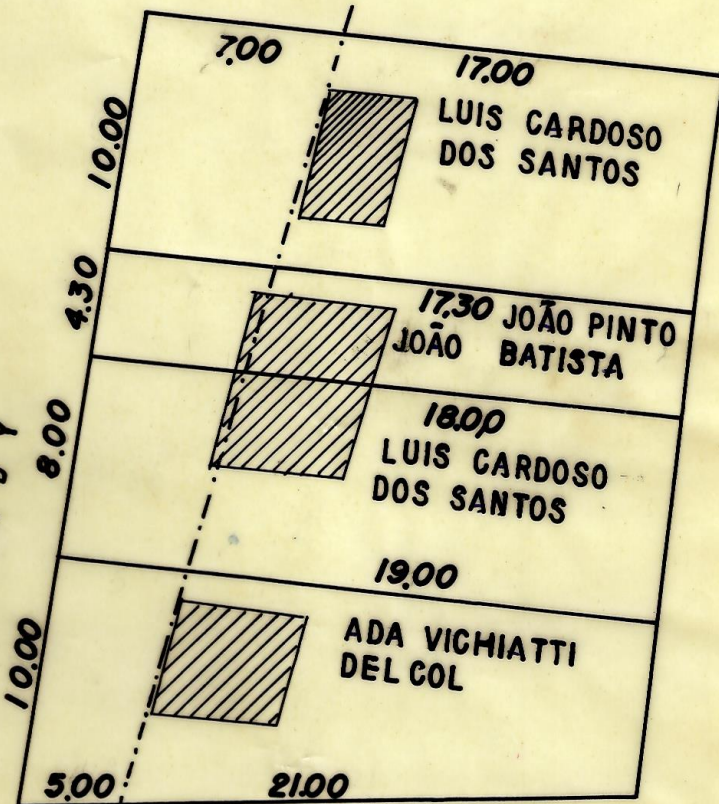 7.00
17.00
10.00
LUIS CARDOSO
DOS SANTOS
4.30
17.30 JOÃO PINTO
JOÃO BATISTA
8.00
18.00
LUIS CARDOSO
DOS SANTOS
19.00
10.00
ADA VICHIATTI
DEL COL
5.00
21.00